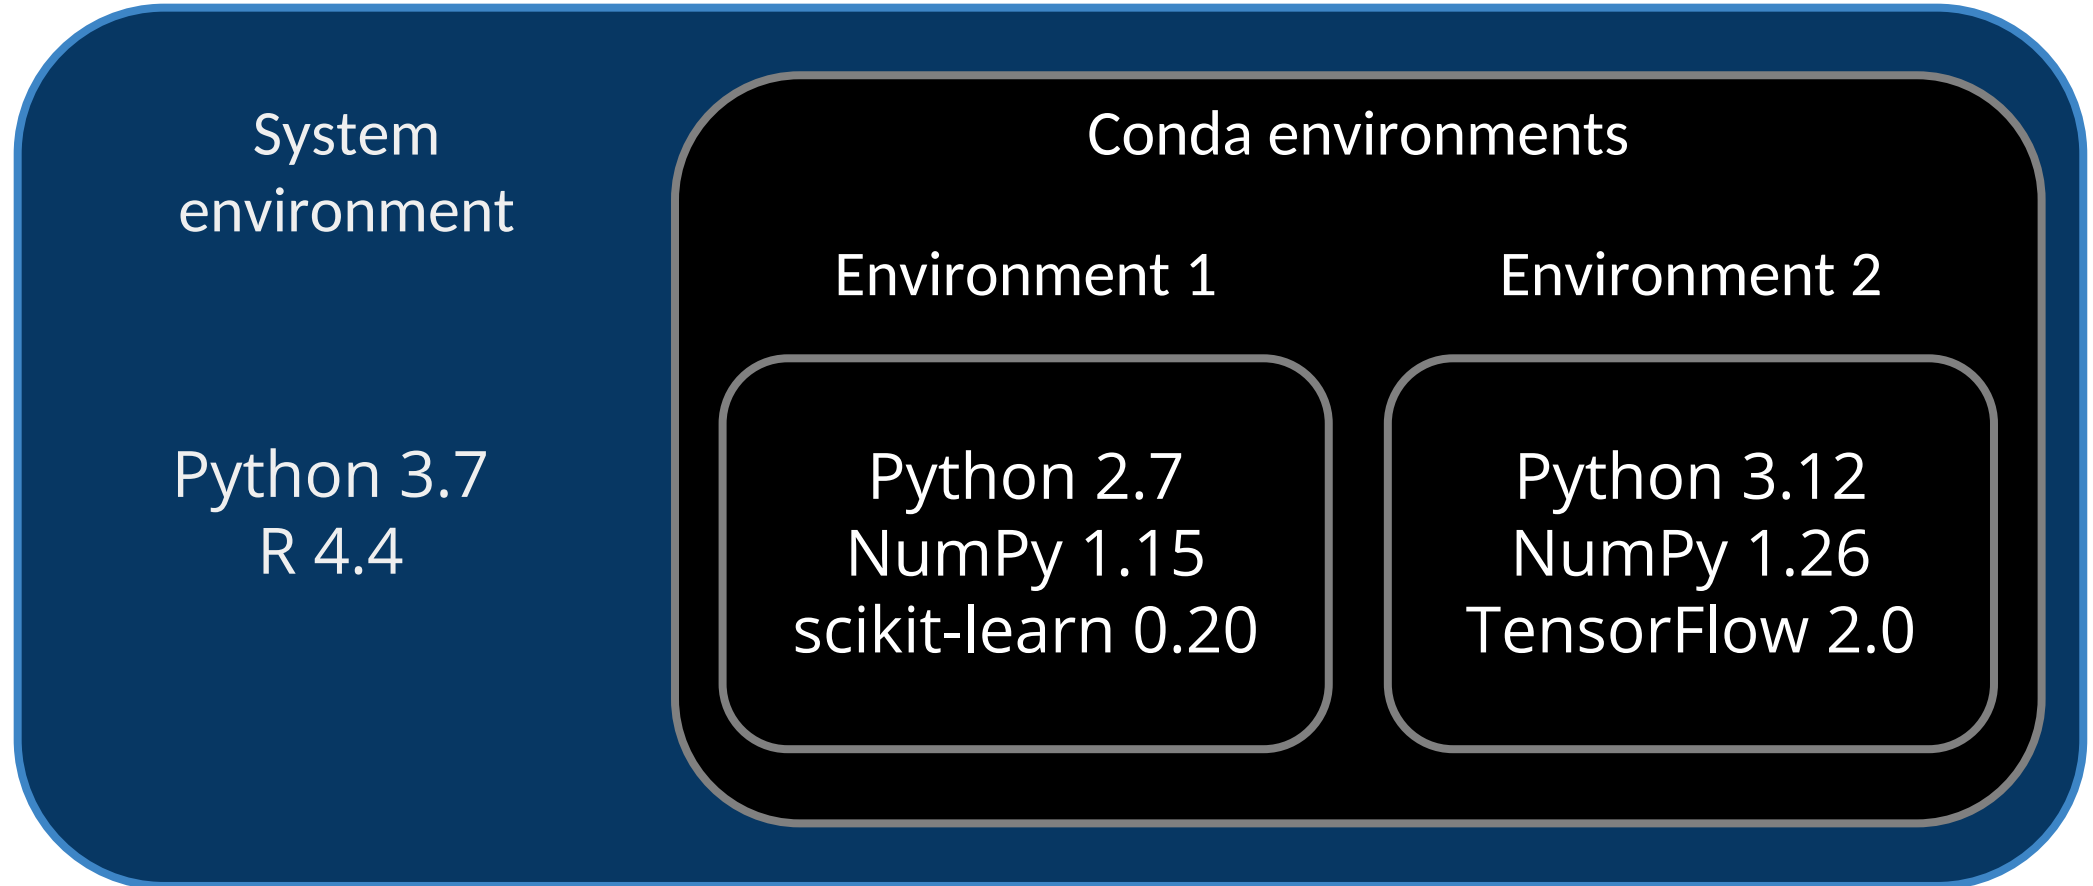 System
environment
Python 3.7
R 4.4
Conda environments
Environment 1
Python 2.7
NumPy 1.15
scikit-learn 0.20
Environment 2
Python 3.12
NumPy 1.26
TensorFlow 2.0